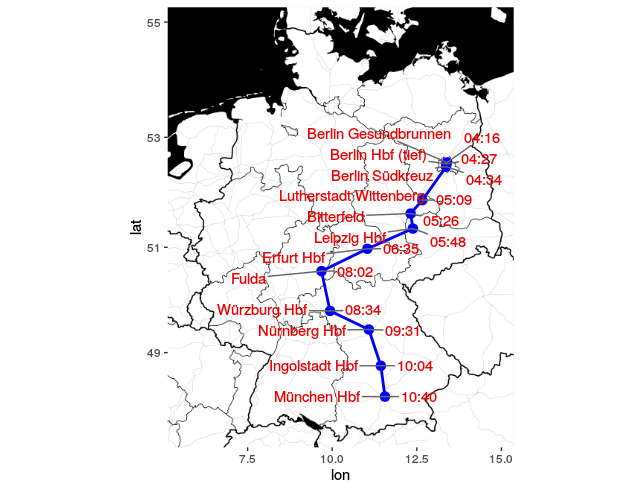 55
53
51
49
lat
Berlin Gesundbrunnen 04:16
Berlin Hbf (tief) 04:27
Berlin Südkreuz 04:34
Lutherstadt Wittenberg 05:09
Bitterfeld 05:26
Leipzig Hbf 05:48
Erfurt Hbf 06:35
Fulda 08:02
Würzburg Hbf 08:34
Nürnberg Hbf 09:31
Ingolstadt Hbf 10:04
München Hbf 10:40
7.5 10.0 12.5 15.0
lon